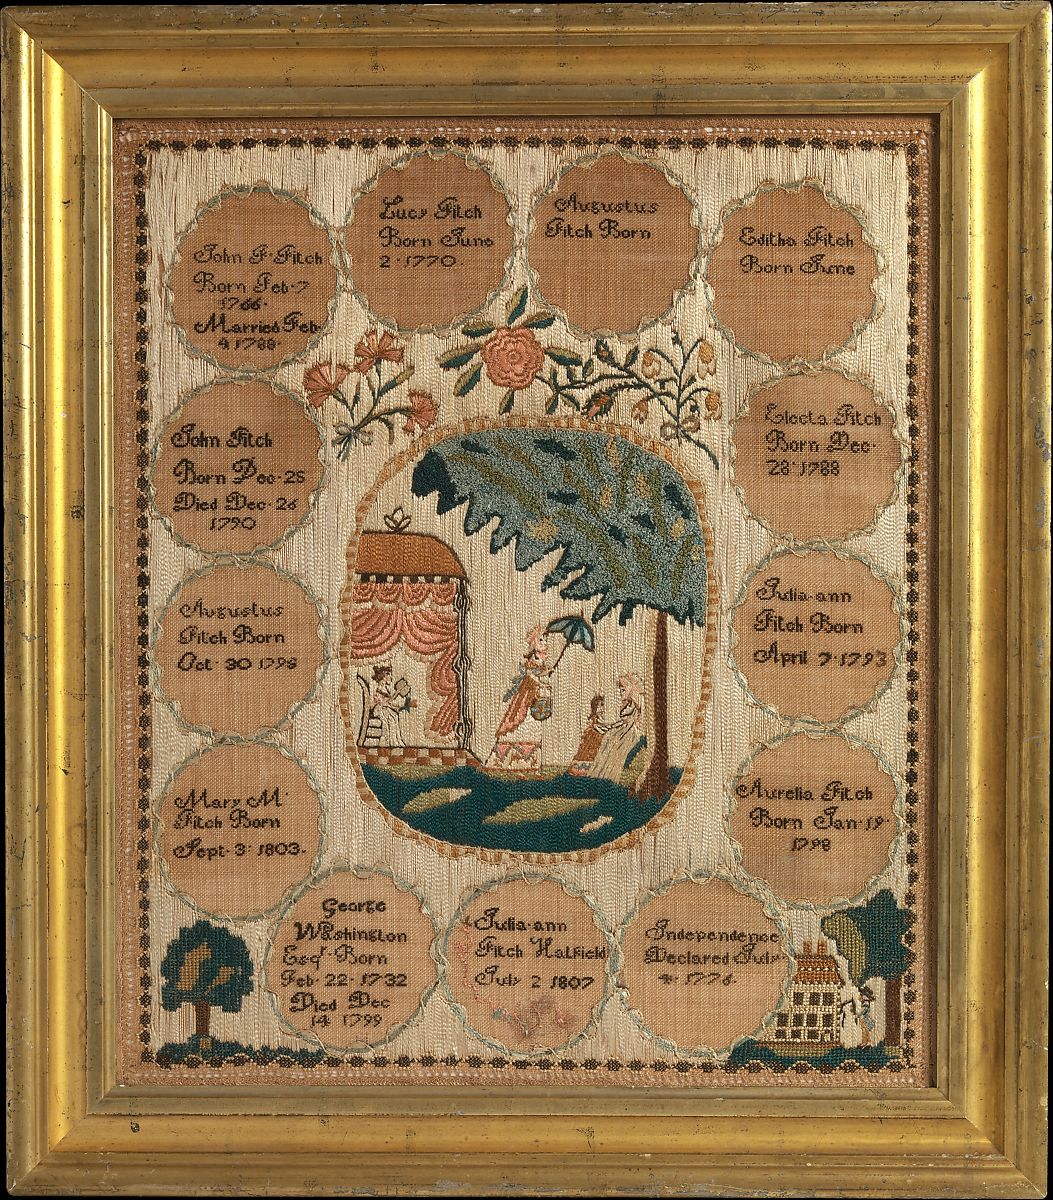 John F. Fitch
Born Feb. 7
1766.
Married Feb.
4 1788.
Lucy Fitch
Born June
2. 1770.
Augustus
Fitch Born
Editha Fitch
Born June
John Fitch
Born Dec. 25
Died Dec. 26
1790
Electa Fitch
Born Dec.
28. 1788
Augustus
Fitch Born
Oct. 30 1795
Julia-ann
Fitch Born
April 7. 1793
Mary M.
Fitch Born
Sept. 3 1803.
Aurelia Fitch
Born Jan. 19.
1798
George
Washington
Esqr. Born
Feb. 22. 1732
Died Dec
14 1799
Julia-ann
Fitch Hatfield
July 2 1807
Independence
Declared July
4. 1776.